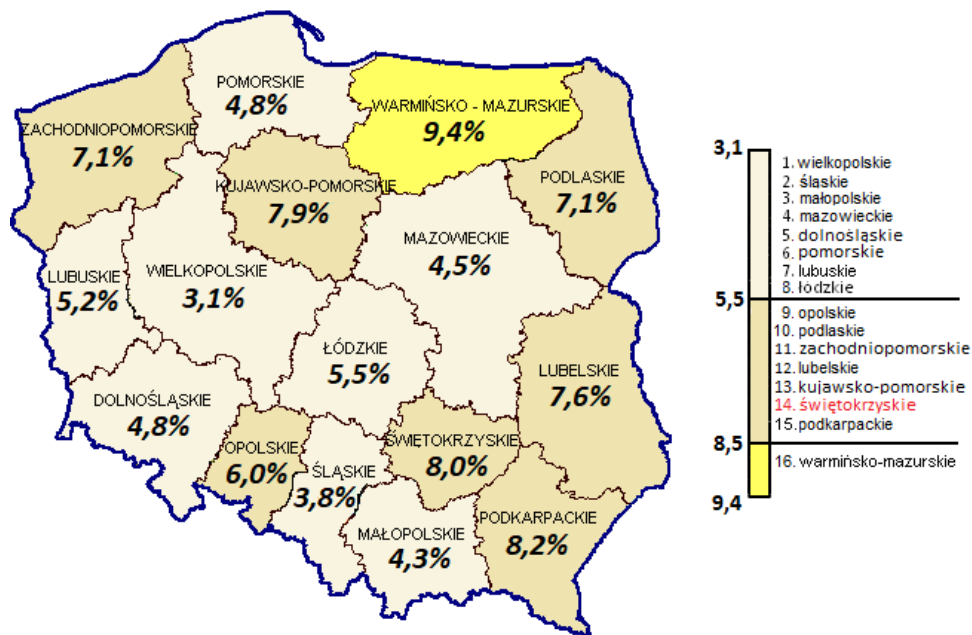 POMORSKIE
4,8%
WARMIŃSKO - MAZURSKIE
9,4%
ZACHODNIOPOMORSKIE
7,1%
KUJAWSKO-POMORSKIE
7,9%
PODLASKIE
7,1%
MAZOWIECKIE
4,5%
LUBUSKIE
5,2%
WIELKOPOLSKIE
3,1%
ŁÓDZKIE
5,5%
LUBELSKIE
7,6%
DOLNOŚLĄSKIE
4,8%
OPOLSKIE
6,0%
ŚLĄSKIE
3,8%
ŚWIĘTOKRZYSKIE
8,0%
MAŁOPOLSKIE
4,3%
PODKARPACKIE
8,2%
3,1
1. wielkopolskie
2. śląskie
3. małopolskie
4. mazowieckie
5. dolnośląskie
6. pomorskie
7. lubuskie
8. łódzkie
5,5
9. opolskie
10. podlaskie
11. zachodniopomorskie
12. lubelskie
13. kujawsko-pomorskie
14. świętokrzyskie
15. podkarpackie
8,5
16. warmińsko-mazurskie
9,4